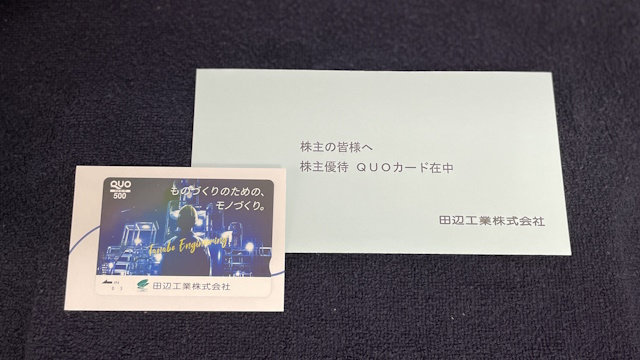 株主の皆様へ
株主優待 QUOカード在中
田辺工業株式会社
QUO
500
ものづくりのための、
モノづくり。
Tanabe Engineering
田辺工業株式会社